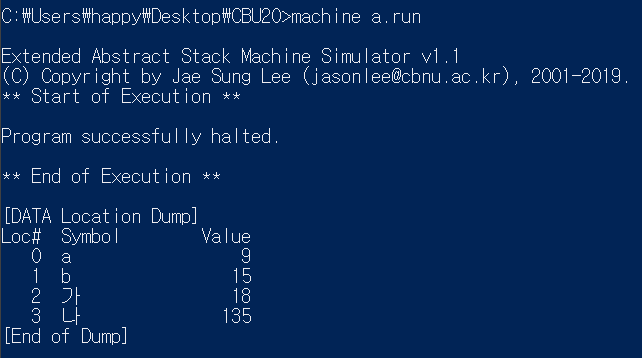 C:₩Users₩happy₩Desktop₩CBU20>machine a.run
Extended Abstract Stack Machine Simulator v1.1
(C) Copyright by Jae Sung Lee (jasonlee@cbnu.ac.kr), 2001-2019.
** Start of Execution **
Program successfully halted.
** End of Execution **
[DATA Location Dump]
Loc# Symbol Value
0 a 9
1 b 15
2 가 18
3 나 135
[End of Dump]